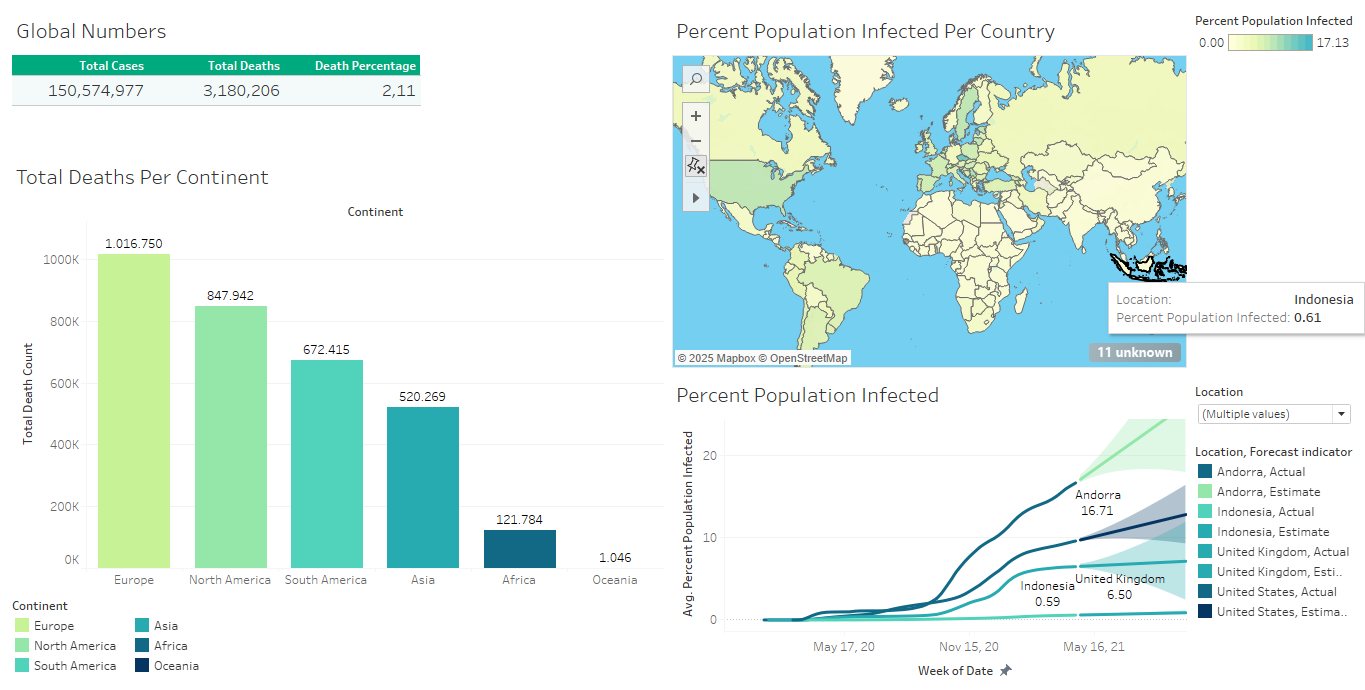 Global Numbers
Total Cases Total Deaths Death Percentage
150,574,977 3,180,206 2,11
Total Deaths Per Continent
Continent
Total Death Count
1000K
800K
600K
400K
200K
0K
1.016.750
847.942
672.415
520.269
121.784
1.046
Europe North America South America Asia Africa Oceania
Continent
Europe Asia
North America Africa
South America Oceania
Percent Population Infected Per Country
© 2025 Mapbox © OpenStreetMap
11 unknown
Location: Indonesia
Percent Population Infected: 0.61
Percent Population Infected
0.00 17.13
Percent Population Infected
Avg. Percent Population Infected
20
10
0
Andorra
16.71
Indonesia
0.59
United Kingdom
6.50
May 17, 20 Nov 15, 20 May 16, 21
Week of Date
Location
(Multiple values)
Location, Forecast indicator
Andorra, Actual
Andorra, Estimate
Indonesia, Actual
Indonesia, Estimate
United Kingdom, Actual
United Kingdom, Esti..
United States, Actual
United States, Estima..